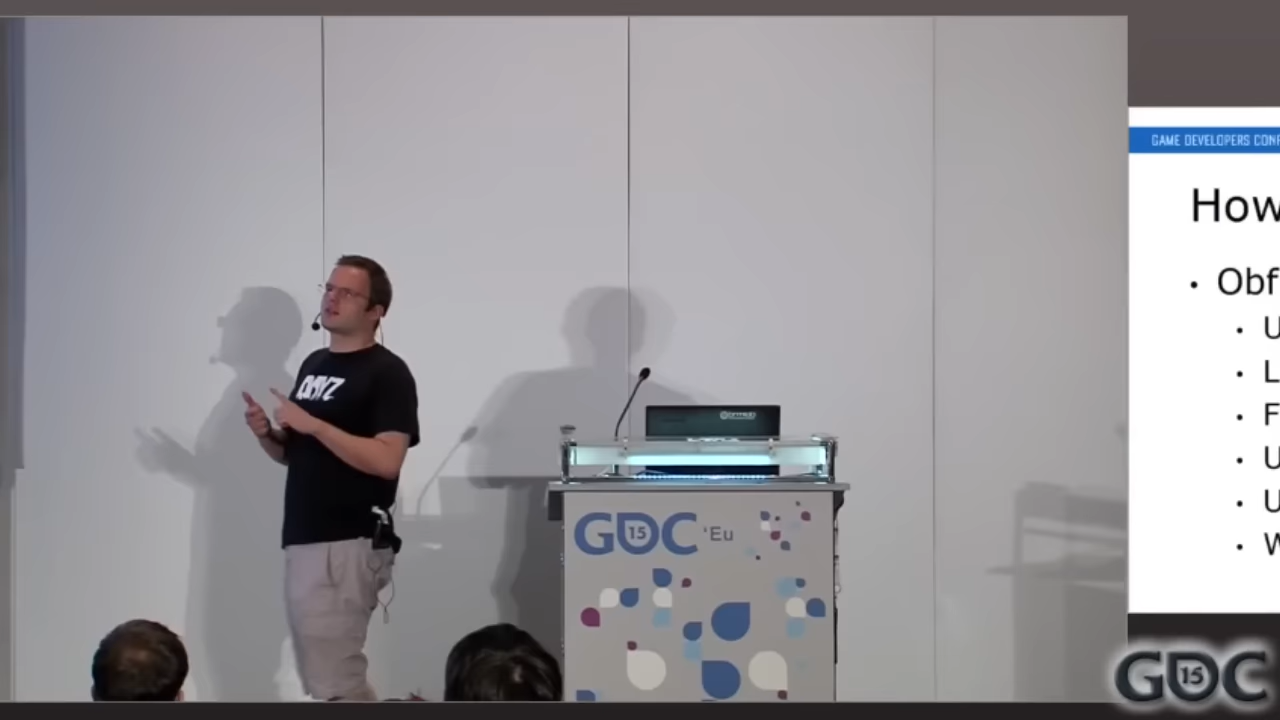 DAYZ
GDC 15 'Eu
GAME DEVELOPERS CONF
How
• Obf
• U
• L
• F
• U
• U
• W
GDC 15